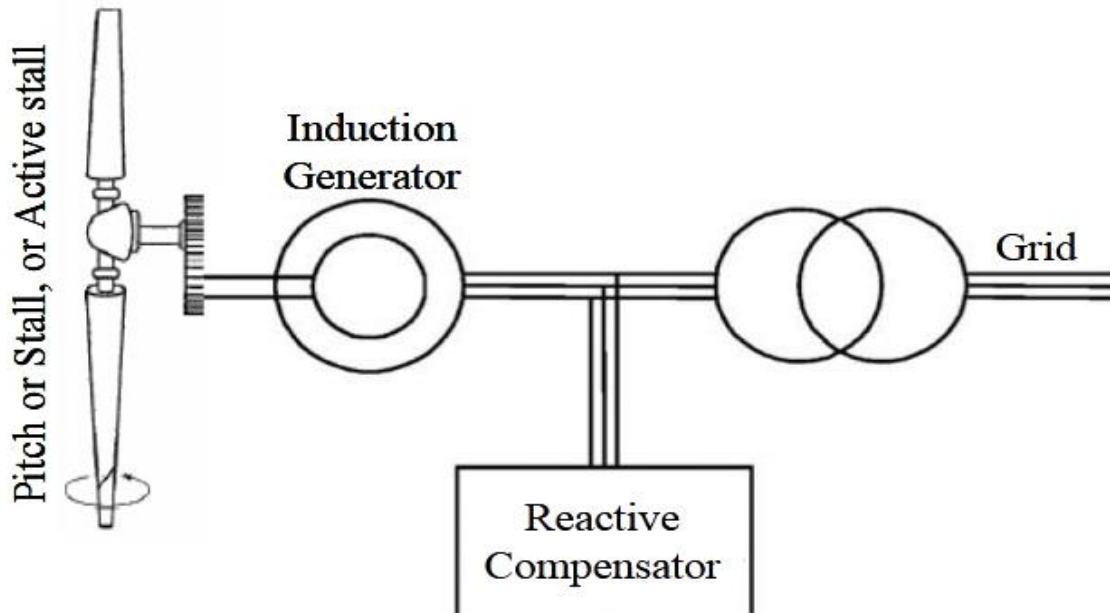 Pitch or Stall, or Active stall
Induction
Generator
Grid
Reactive
Compensator